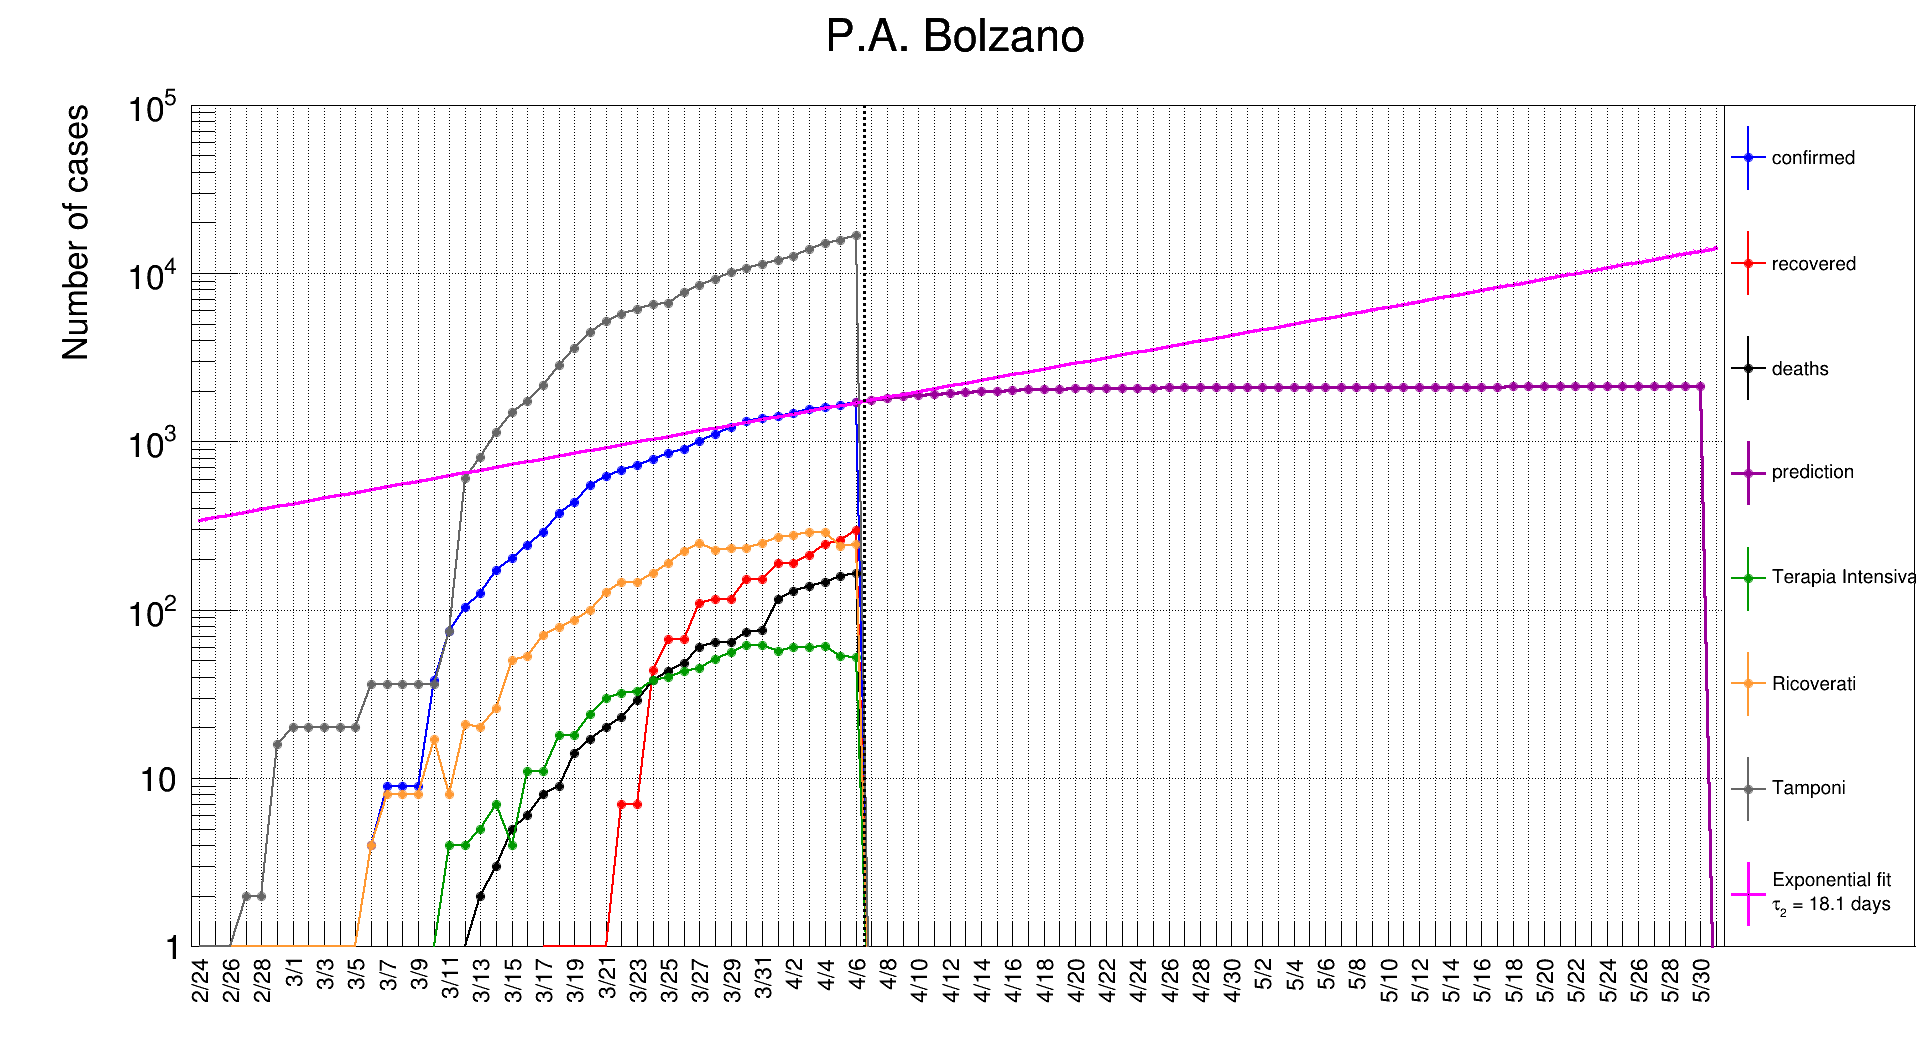 P.A. Bolzano
Number of cases
10^5
10^4
10^3
10^2
10
1
2/24 2/26 2/28 3/1 3/3 3/5 3/7 3/9 3/11 3/13 3/15 3/17 3/19 3/21 3/23 3/25 3/27 3/29 3/31 4/2 4/4 4/6 4/8 4/10 4/12 4/14 4/16 4/18 4/20 4/22 4/24 4/26 4/28 4/30 5/2 5/4 5/6 5/8 5/10 5/12 5/14 5/16 5/18 5/20 5/22 5/24 5/26 5/28 5/30
confirmed
recovered
deaths
prediction
Terapia Intensiva
Ricoverati
Tamponi
Exponential fit
τ₂ = 18.1 days